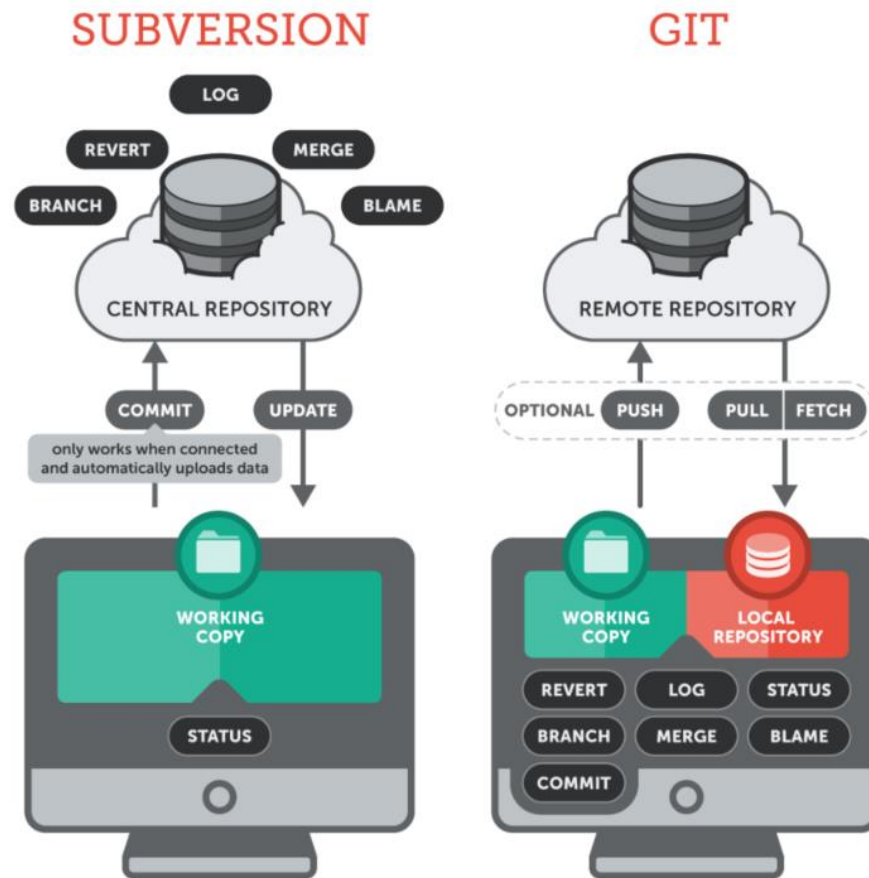 SUBVERSION
LOG
REVERT
MERGE
BRANCH
BLAME
CENTRAL REPOSITORY
COMMIT
UPDATE
only works when connected
and automatically uploads data
WORKING
COPY
STATUS
GIT
REMOTE REPOSITORY
OPTIONAL
PUSH
PULL
FETCH
WORKING
COPY
LOCAL
REPOSITORY
REVERT
LOG
STATUS
BRANCH
MERGE
BLAME
COMMIT